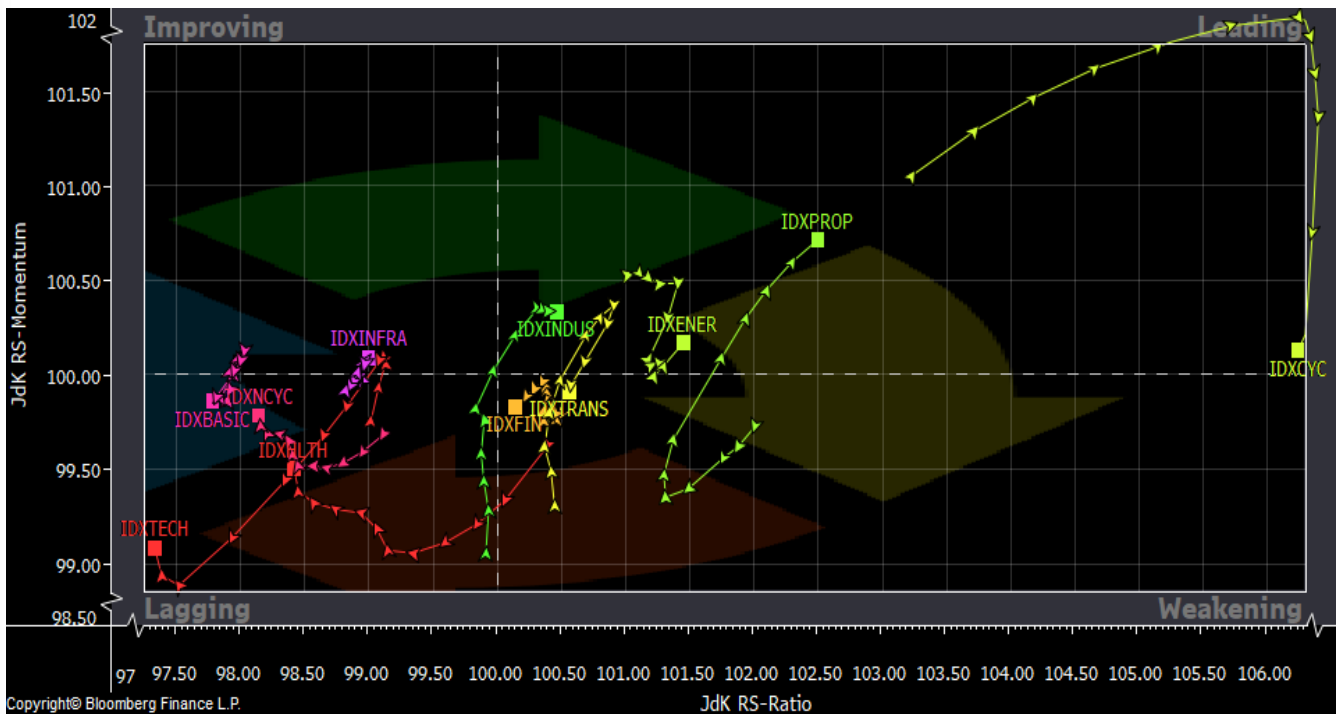 102
Improving
Leading
101.50
101.00
IDXPROP
100.50
IDXINFRA
IDXINDUS
IDXENER
JdK RS-Momentum
100.00
IDXCYC
IDXNCYC
IDXBASIC
IDXFIN
IDXTRANS
99.50
IDXHLTH
IDXTECH
99.00
98.50
Lagging
Weakening
97 97.50 98.00 98.50 99.00 99.50 100.00 100.50 101.00 101.50 102.00 102.50 103.00 103.50 104.00 104.50 105.00 105.50 106.00
Copyright© Bloomberg Finance L.P.
JdK RS-Ratio